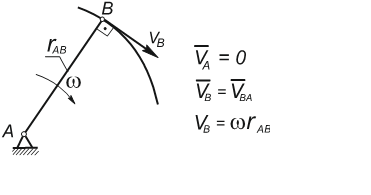 B
V_B
r_AB
ω
A
V̅_A = 0
V̅_B = V̅_BA
V_B = ωr_AB